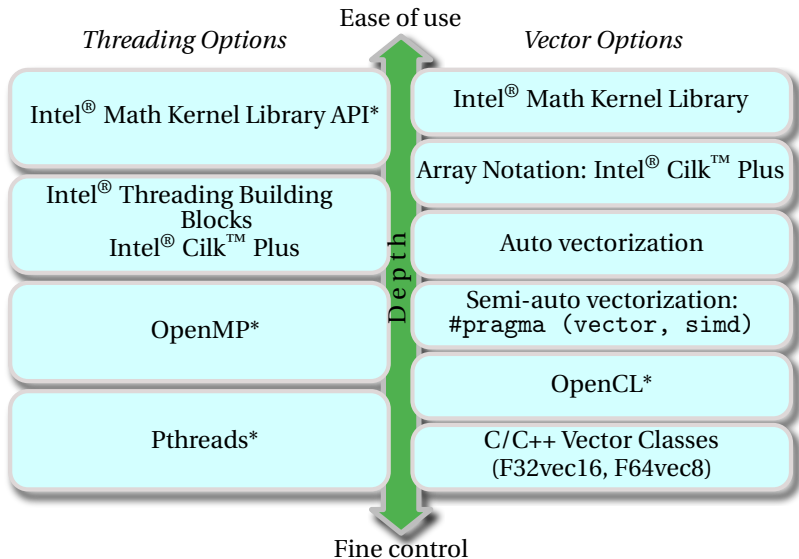 Ease of use
Threading Options
Vector Options
Intel® Math Kernel Library API*
Intel® Threading Building
Blocks
Intel® Cilk™ Plus
OpenMP*
Pthreads*
Depth
Intel® Math Kernel Library
Array Notation: Intel® Cilk™ Plus
Auto vectorization
Semi-auto vectorization:
#pragma (vector, simd)
OpenCL*
C/C++ Vector Classes
(F32vec16, F64vec8)
Fine control